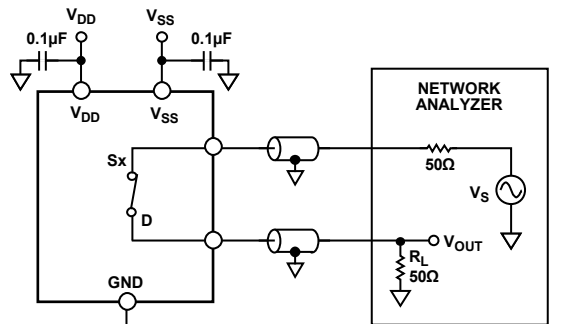 VDD
VSS
0.1µF
0.1µF
VDD
VSS
NETWORK
ANALYZER
Sx
50Ω
VS
D
VOUT
RL
50Ω
GND